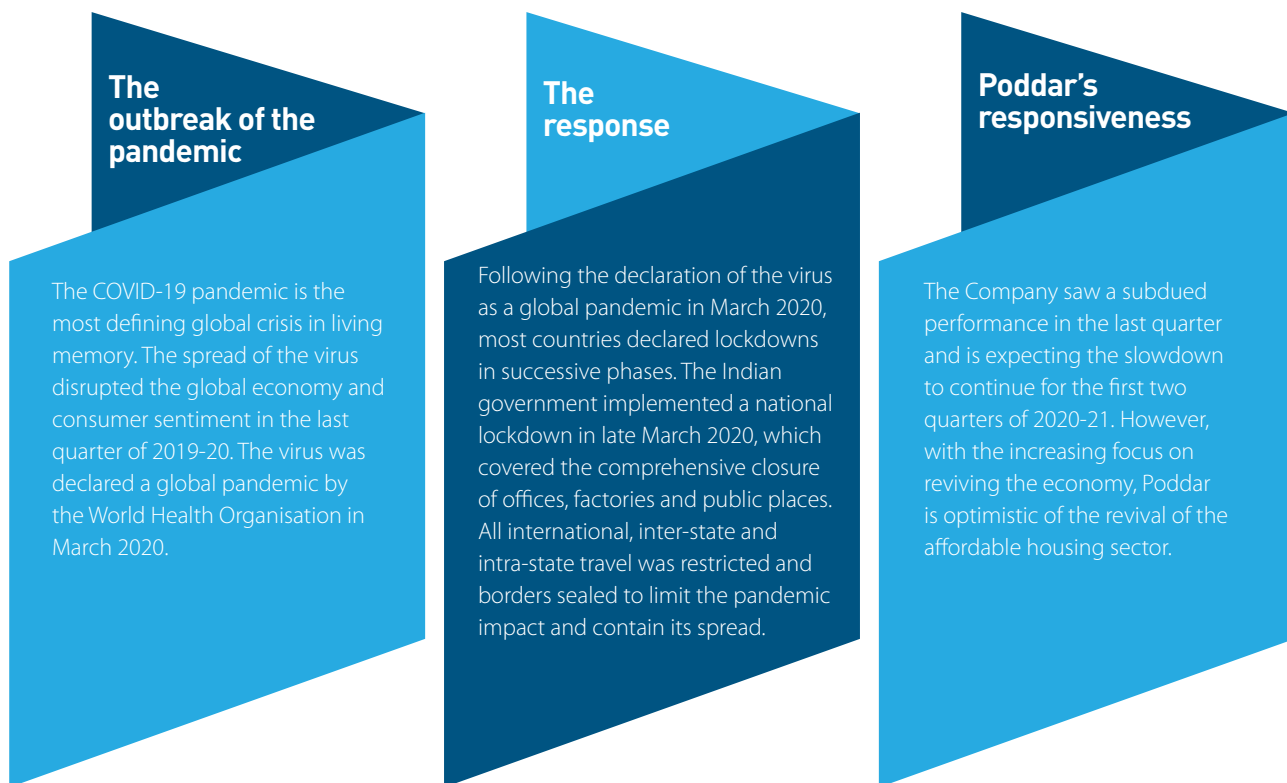 The
outbreak of the
pandemic
The COVID-19 pandemic is the
most defining global crisis in living
memory. The spread of the virus
disrupted the global economy and
consumer sentiment in the last
quarter of 2019-20. The virus was
declared a global pandemic by
the World Health Organisation in
March 2020.
The
response
Following the declaration of the virus
as a global pandemic in March 2020,
most countries declared lockdowns
in successive phases. The Indian
government implemented a national
lockdown in late March 2020, which
covered the comprehensive closure
of offices, factories and public places.
All international, inter-state and
intra-state travel was restricted and
borders sealed to limit the pandemic
impact and contain its spread.
Poddar’s
responsiveness
The Company saw a subdued
performance in the last quarter
and is expecting the slowdown
to continue for the first two
quarters of 2020-21. However,
with the increasing focus on
reviving the economy, Poddar
is optimistic of the revival of the
affordable housing sector.